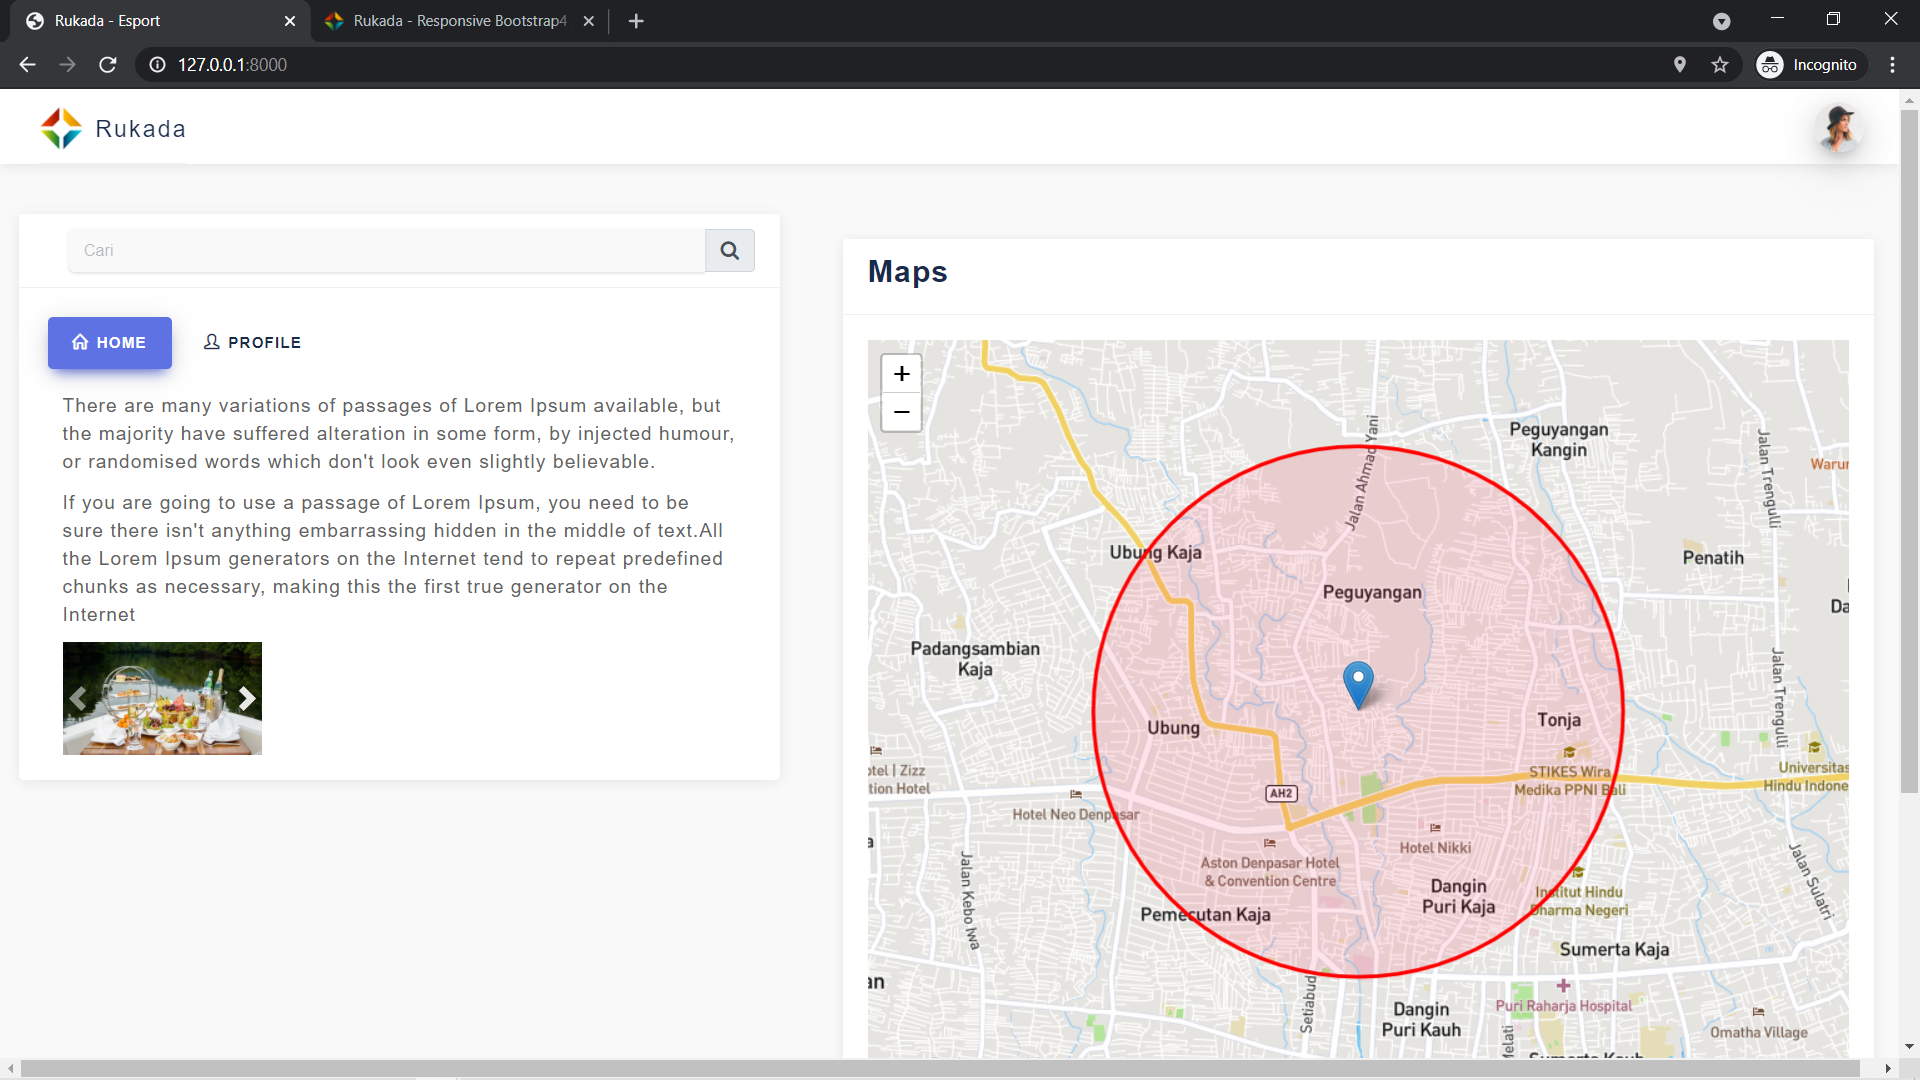 Rukada - Esport
Rukada - Responsive Bootstrap4
127.0.0.1:8000
Incognito
Rukada
Cari
HOME
PROFILE
There are many variations of passages of Lorem Ipsum available, but
the majority have suffered alteration in some form, by injected humour,
or randomised words which don't look even slightly believable.
If you are going to use a passage of Lorem Ipsum, you need to be
sure there isn't anything embarrassing hidden in the middle of text.All
the Lorem Ipsum generators on the Internet tend to repeat predefined
chunks as necessary, making this the first true generator on the
Internet
Maps
+
−
Jalan Ahmad Yani
Peguyangan
Kangin
Jalan Trengulli
Warun
Ubung Kaja
Penatih
Peguyangan
Da
Padangsambian
Kaja
Jalan Trengulli
Ubung
Tonja
otel | Zizz
tion Hotel
STIKES Wira
Medika PPNI Bali
Universitas
Hindu Indone
AH2
Hotel Neo Denpasar
Hotel Nikki
a
Aston Denpasar Hotel
& Convention Centre
Jalan Kebo Iwa
Dangin
Puri Kaja
Institut Hindu
Dharma Negeri
Jalan Sulatri
Pemecutan Kaja
Sumerta Kaja
an
Setiabud
Puri Raharja Hospital
Dangin
Puri Kauh
Melati
Omatha Village
Sumerta Kauh